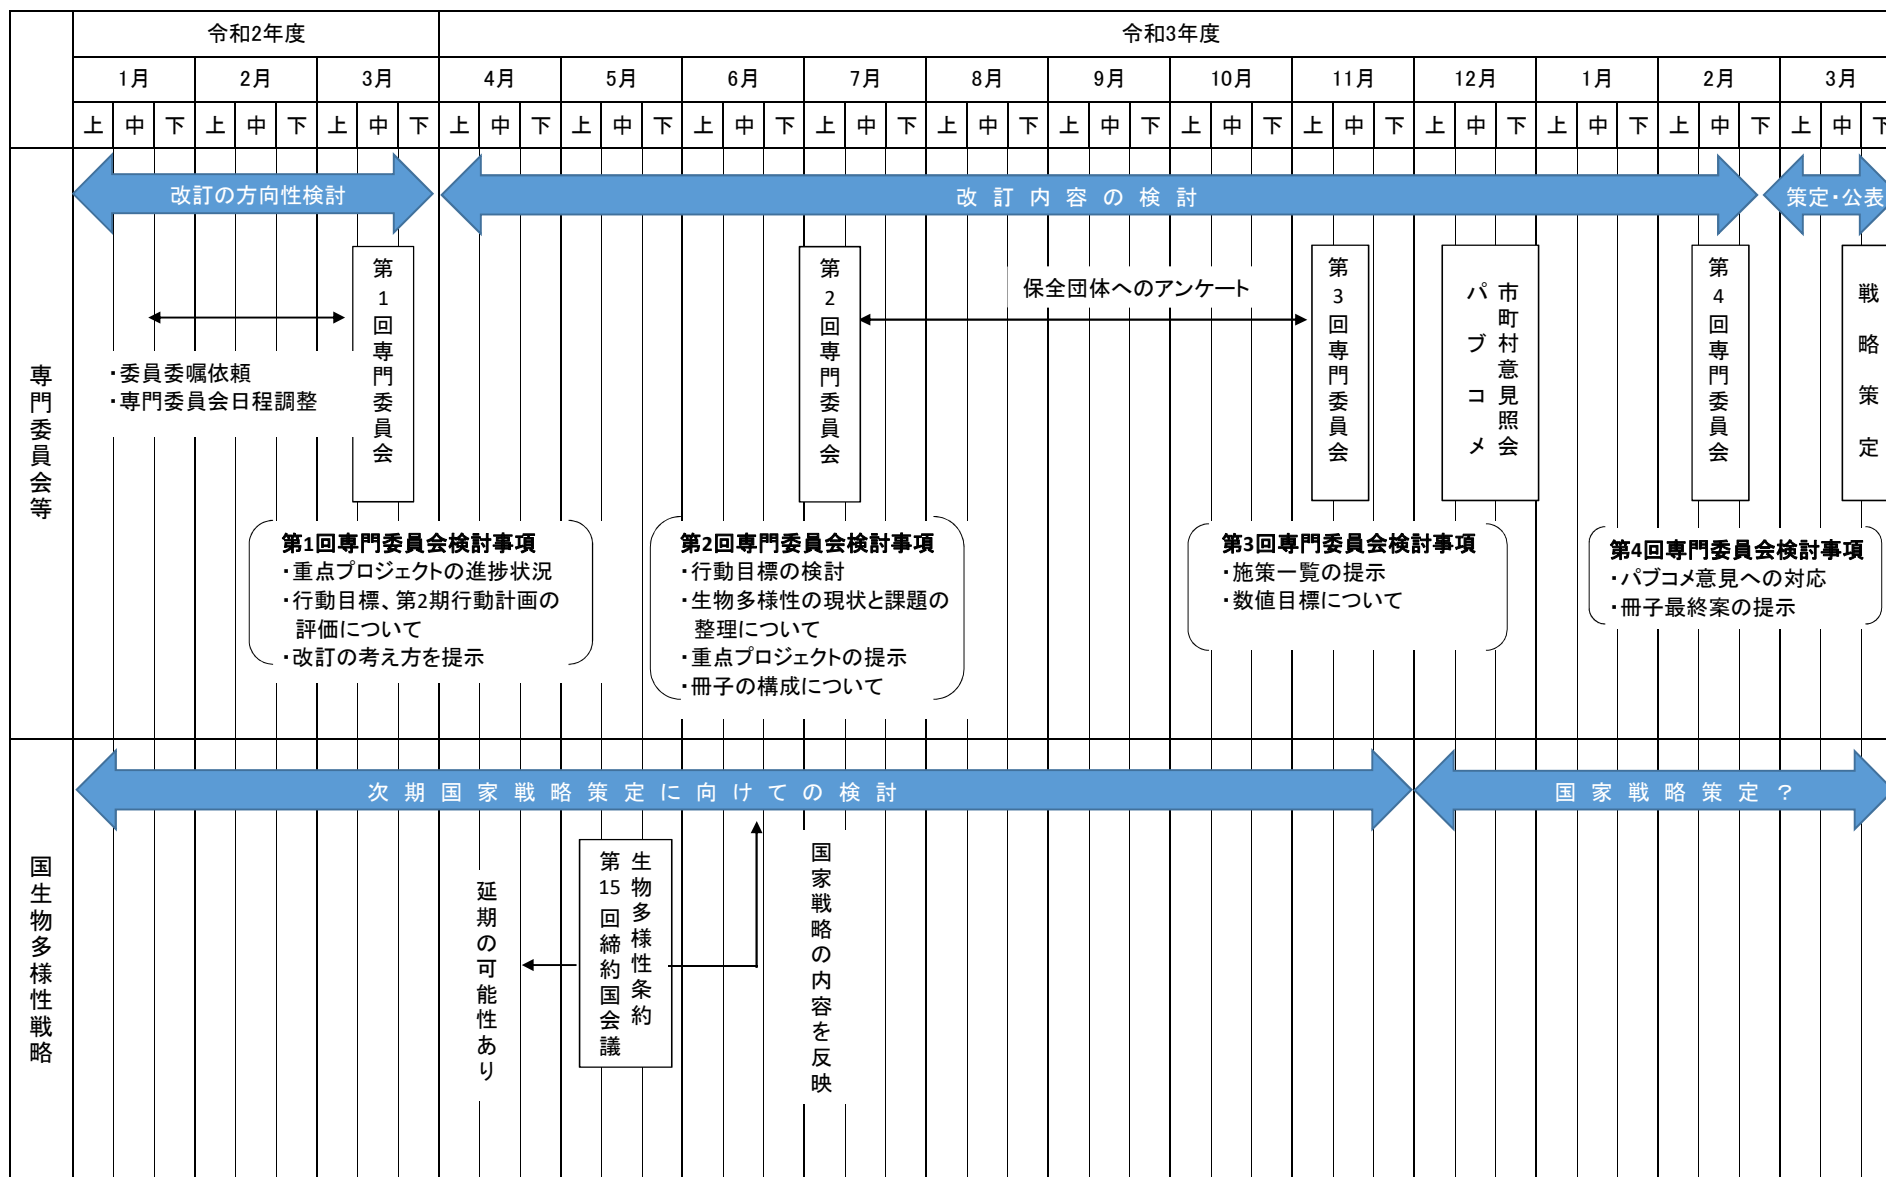 令和2年度
令和3年度
1月 2月 3月 4月 5月 6月 7月 8月 9月 10月 11月 12月 1月 2月 3月
上 中 下 上 中 下 上 中 下 上 中 下 上 中 下 上 中 下 上 中 下 上 中 下 上 中 下 上 中 下 上 中 下 上 中 下 上 中 下 上 中 下 上 中 下
専門委員会等
改訂の方向性検討
改訂内容の検討
策定・公表
・委員委嘱依頼
・専門委員会日程調整
第1回専門委員会
第2回専門委員会
保全団体へのアンケート
第3回専門委員会
市町村意見照会
パブコメ
第4回専門委員会
戦略策定
第1回専門委員会検討事項
・重点プロジェクトの進捗状況
・行動目標、第2期行動計画の
評価について
・改訂の考え方を提示
第2回専門委員会検討事項
・行動目標の検討
・生物多様性の現状と課題の
整理について
・重点プロジェクトの提示
・冊子の構成について
第3回専門委員会検討事項
・施策一覧の提示
・数値目標について
第4回専門委員会検討事項
・パブコメ意見への対応
・冊子最終案の提示
国生物多様性戦略
次期国家戦略策定に向けての検討
国家戦略策定?
延期の可能性あり
生物多様性条約
第15回締約国会議
国家戦略の内容を反映